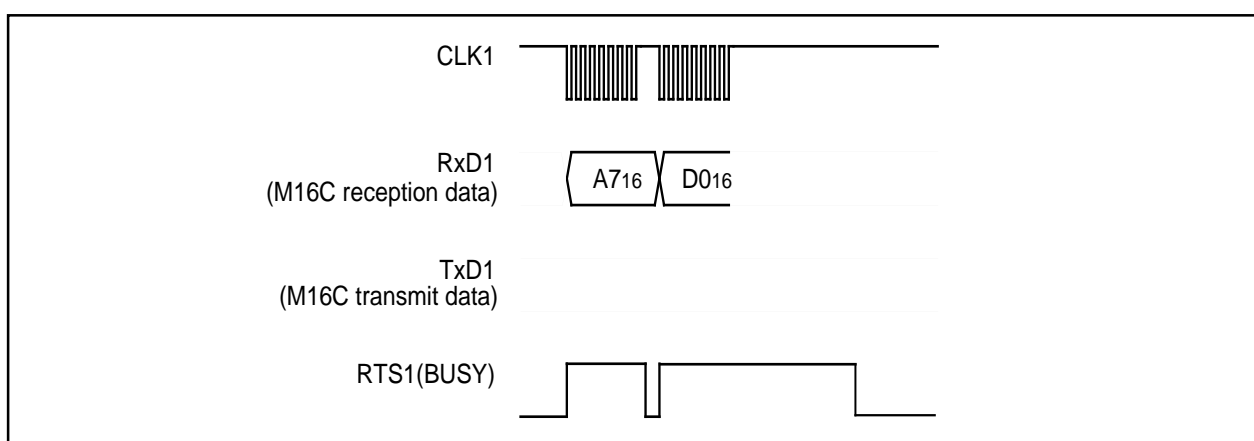 CLK1
RxD1
(M16C reception data)
A716
D016
TxD1
(M16C transmit data)
RTS1(BUSY)